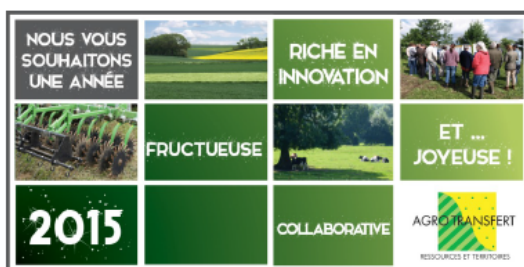 NOUS VOUS
SOUHAITONS
UNE ANNÉE
RICHE EN
INNOVATION
FRUCTUEUSE
ET ...
JOYEUSE !
2015
COLLABORATIVE
AGRO TRANSFERT
RESSOURCES ET TERRITOIRES